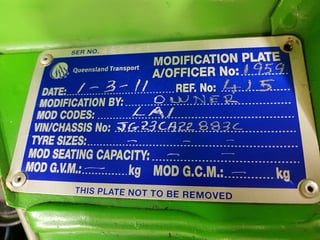 SER NO.
Queensland Transport
MODIFICATION PLATE
A/OFFICER No: 1959
DATE: 1-3-11 REF. No: 415
MODIFICATION BY: OWNER
MOD CODES: LA1
VIN/CHASSIS No: JG23CA22883C
TYRE SIZES: - -
MOD SEATING CAPACITY: - -
MOD G.V.M: — kg MOD G.C.M: — kg
THIS PLATE NOT TO BE REMOVED